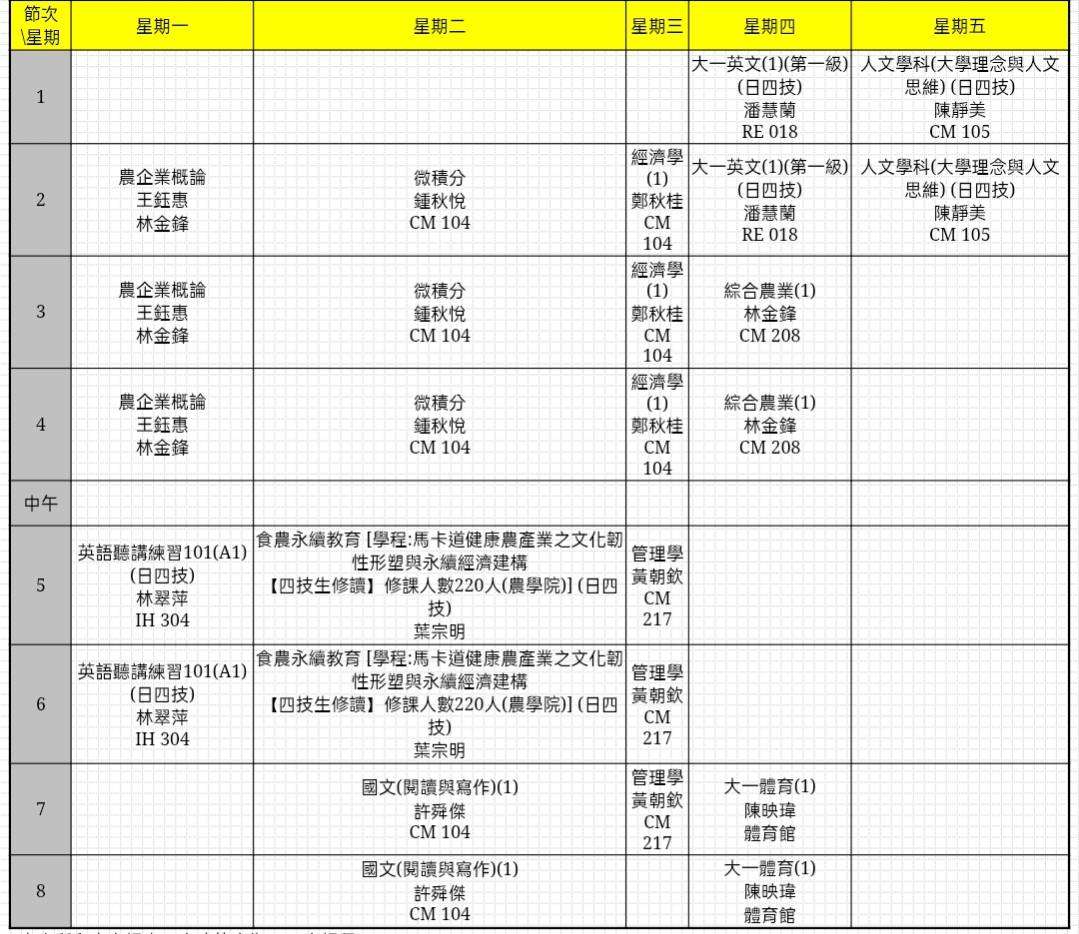 節次
\星期
星期一
星期二
星期三
星期四
星期五
1
大一英文(1)(第一級)
(日四技)
潘慧蘭
RE 018
人文學科(大學理念與人文
思維) (日四技)
陳靜美
CM 105
2
農企業概論
王鈺惠
林金鋒
微積分
鍾秋悅
CM 104
經濟學
(1)
鄭秋桂
CM
104
大一英文(1)(第一級)
(日四技)
潘慧蘭
RE 018
人文學科(大學理念與人文
思維) (日四技)
陳靜美
CM 105
3
農企業概論
王鈺惠
林金鋒
微積分
鍾秋悅
CM 104
經濟學
(1)
鄭秋桂
CM
104
綜合農業(1)
林金鋒
CM 208
4
農企業概論
王鈺惠
林金鋒
微積分
鍾秋悅
CM 104
經濟學
(1)
鄭秋桂
CM
104
綜合農業(1)
林金鋒
CM 208
中午
5
英語聽講練習101(A1)
(日四技)
林翠萍
IH 304
食農永續教育 [學程:馬卡道健康農產業之文化韌
性形塑與永續經濟建構
【四技生修讀】修課人數220人(農學院)] (日四
技)
葉宗明
管理學
黃朝欽
CM
217
6
英語聽講練習101(A1)
(日四技)
林翠萍
IH 304
食農永續教育 [學程:馬卡道健康農產業之文化韌
性形塑與永續經濟建構
【四技生修讀】修課人數220人(農學院)] (日四
技)
葉宗明
管理學
黃朝欽
CM
217
7
國文(閱讀與寫作)(1)
許舜傑
CM 104
管理學
黃朝欽
CM
217
大一體育(1)
陳映瑋
體育館
8
國文(閱讀與寫作)(1)
許舜傑
CM 104
大一體育(1)
陳映瑋
體育館